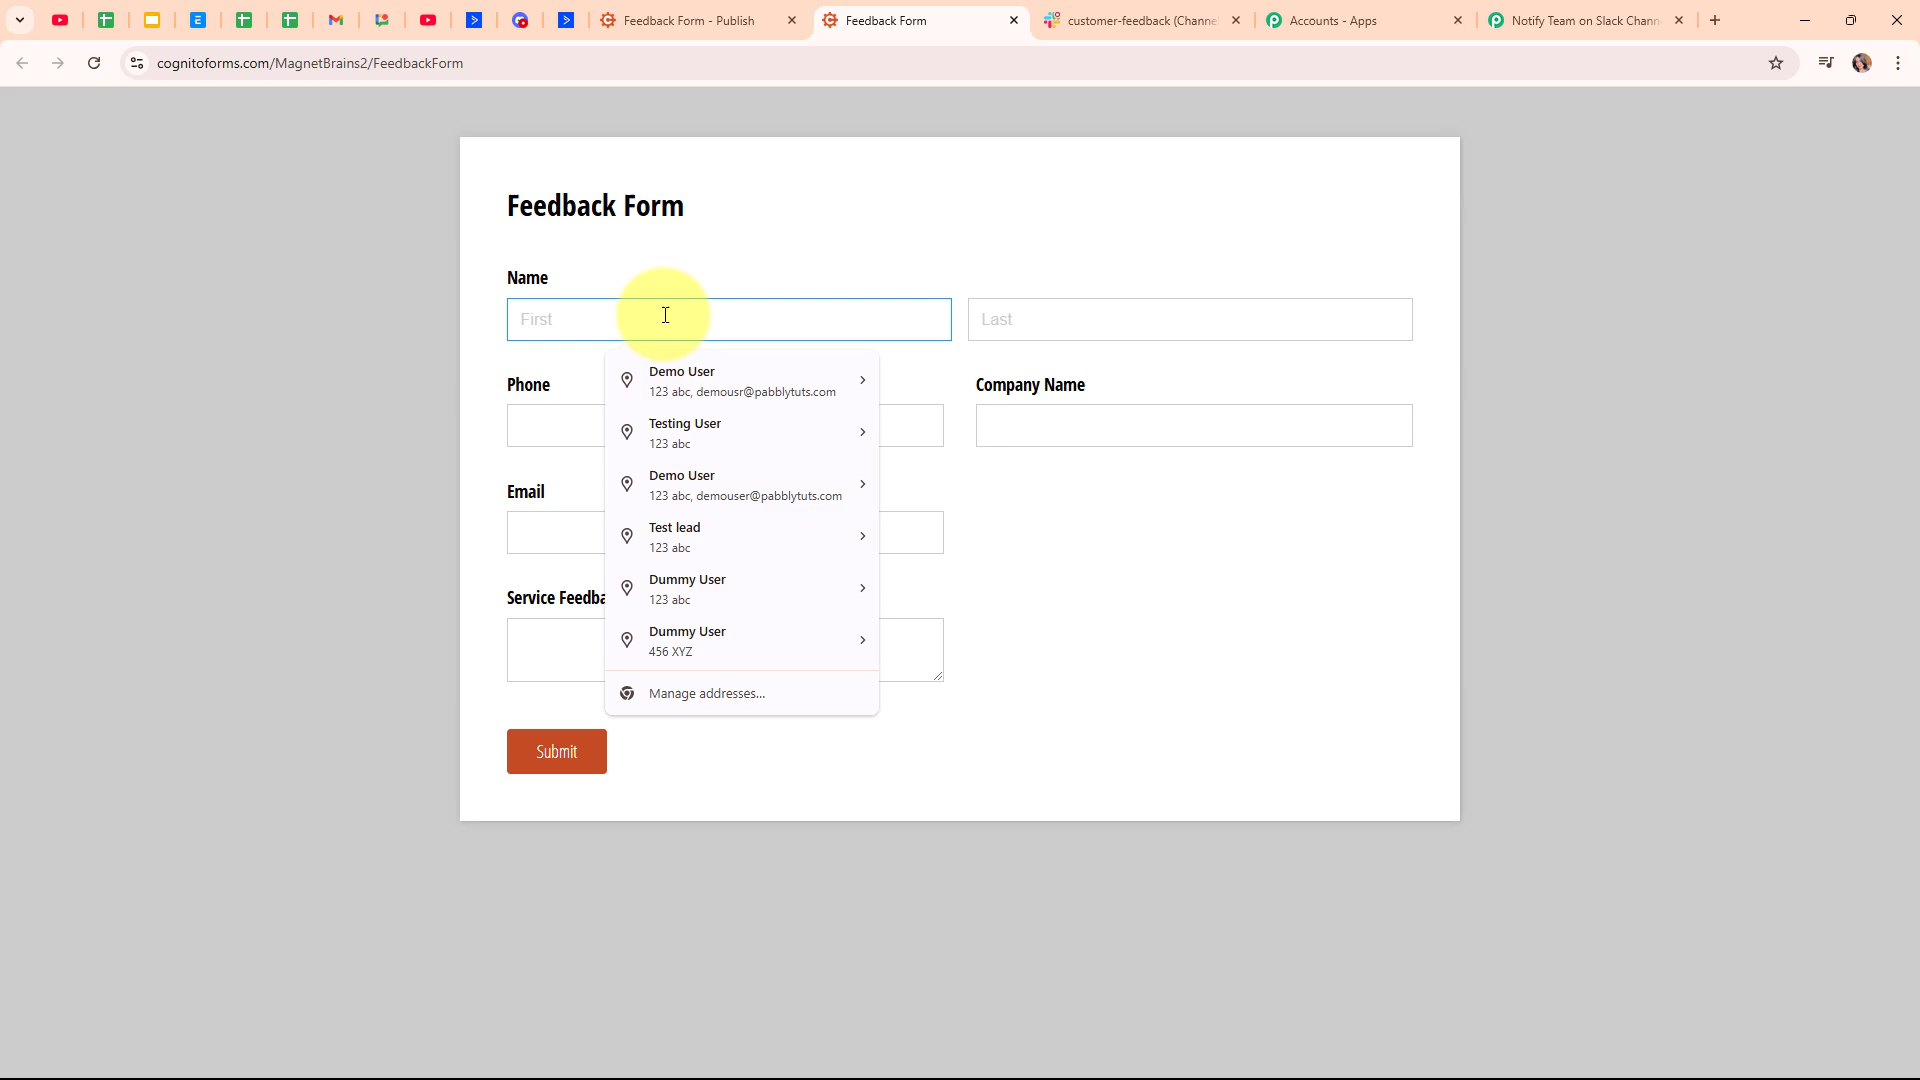 Feedback Form - Publish
Feedback Form
customer-feedback (Channe
Accounts - Apps
Notify Team on Slack Chann
cognitoforms.com/MagnetBrains2/FeedbackForm
Feedback Form
Name
First
Last
Phone
Company Name
Email
Service Feedba
Demo User
123 abc, demousr@pabblytuts.com
Testing User
123 abc
Demo User
123 abc, demouser@pabblytuts.com
Test lead
123 abc
Dummy User
123 abc
Dummy User
456 XYZ
Manage addresses...
Submit